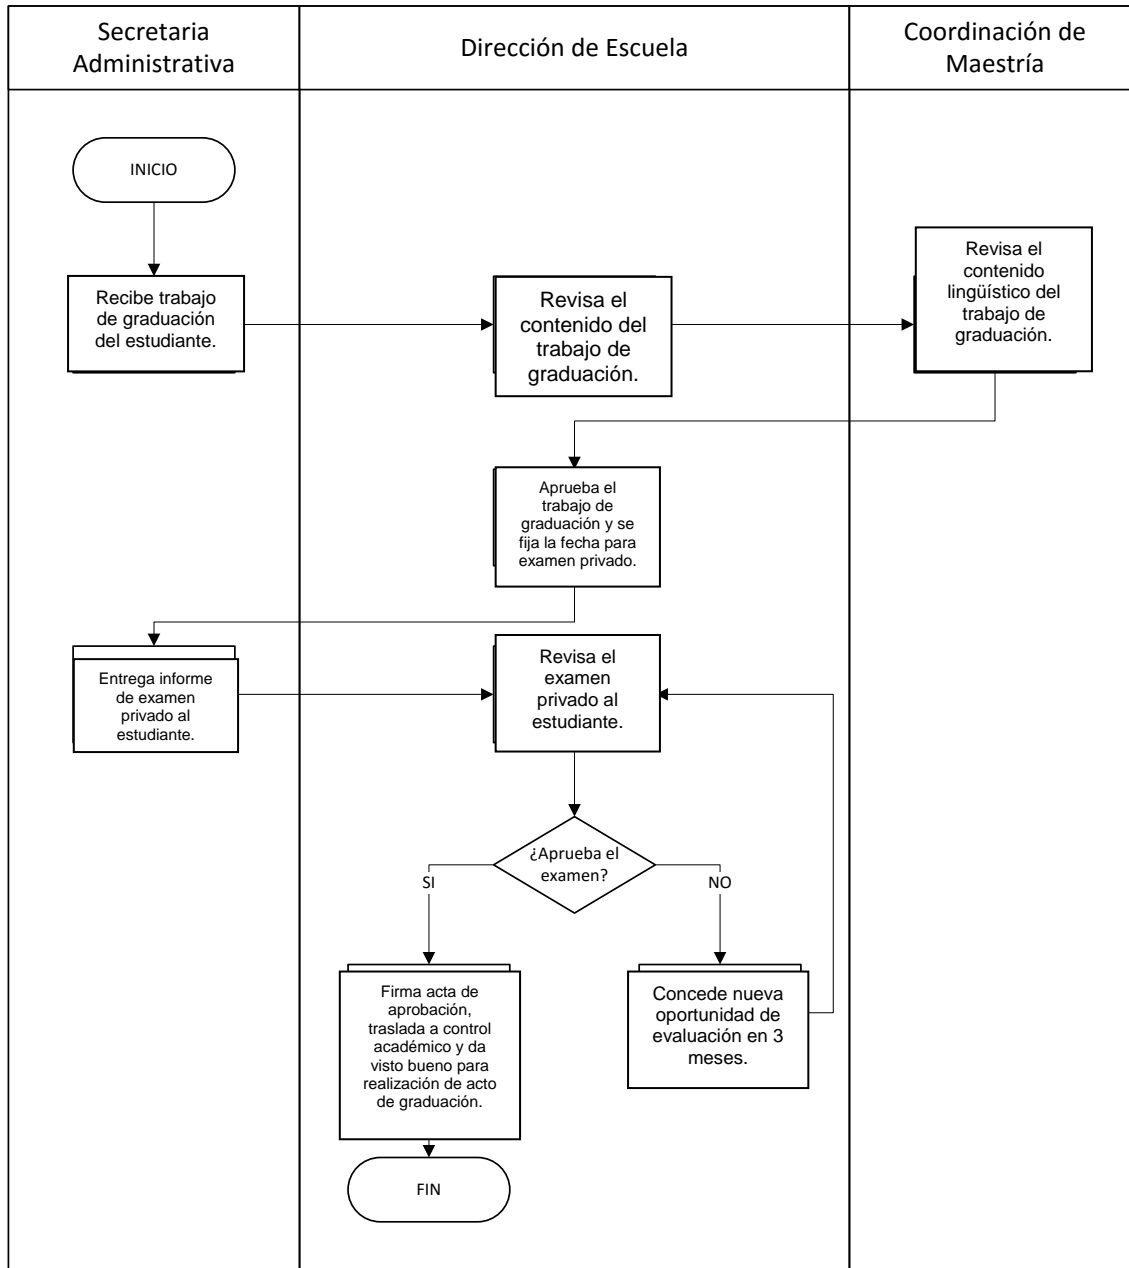 Secretaria
Administrativa
Dirección de Escuela
Coordinación de
Maestría
INICIO
Recibe trabajo
de graduación
del estudiante.
Revisa el
contenido del
trabajo de
graduación.
Revisa el
contenido
lingüístico del
trabajo de
graduación.
Aprueba el
trabajo de
graduación y se
fija la fecha para
examen privado.
Entrega informe
de examen
privado al
estudiante.
Revisa el
examen
privado al
estudiante.
¿Aprueba el
examen?
SI
NO
Firma acta de
aprobación,
traslada a control
académico y da
visto bueno para
realización de acto
de graduación.
Concede nueva
oportunidad de
evaluación en 3
meses.
FIN